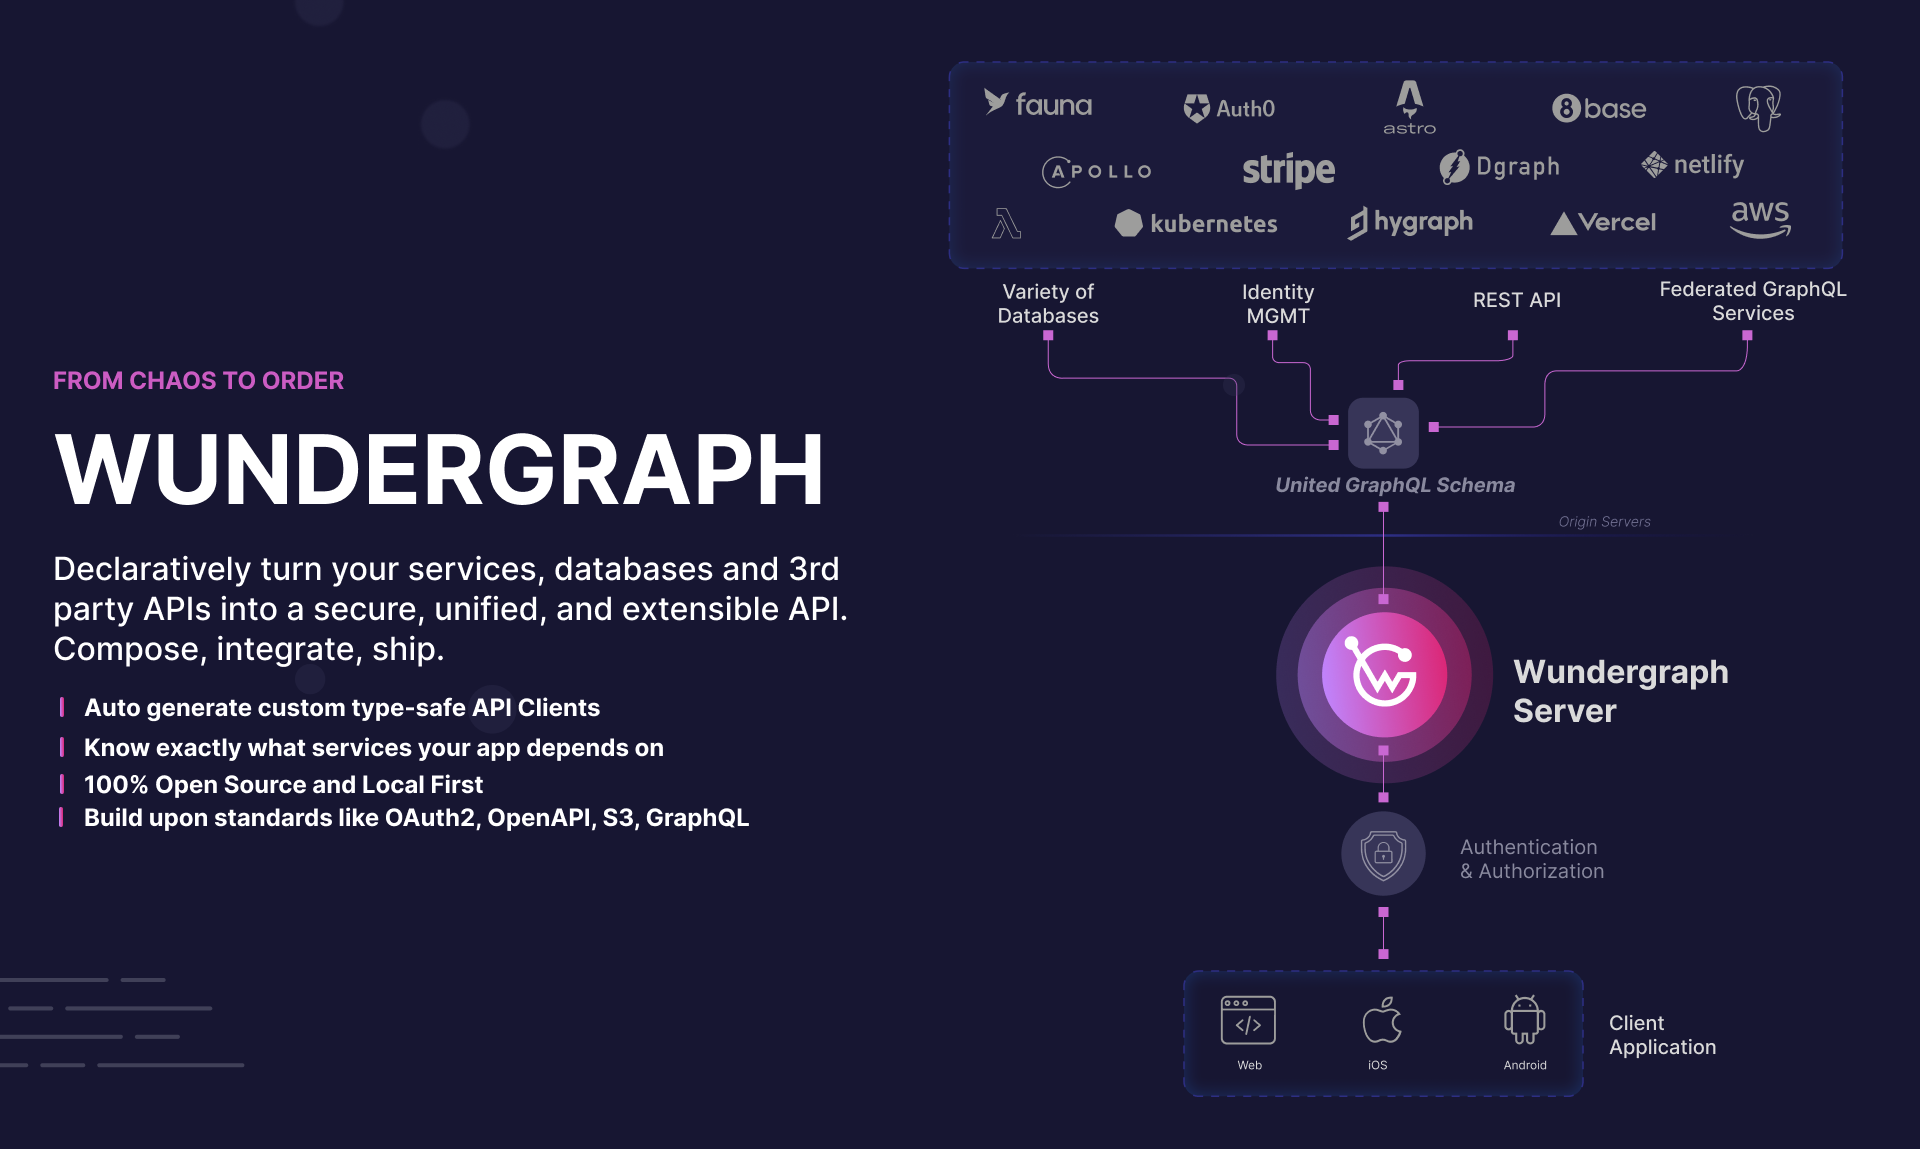 FROM CHAOS TO ORDER
WUNDERGRAPH
Declaratively turn your services, databases and 3rd
party APIs into a secure, unified, and extensible API.
Compose, integrate, ship.
Auto generate custom type-safe API Clients
Know exactly what services your app depends on
100% Open Source and Local First
Build upon standards like OAuth2, OpenAPI, S3, GraphQL
fauna
Auth0
astro
8base
APOLLO
stripe
Dgraph
netlify
kubernetes
hygraph
Vercel
aws
Variety of
Databases
Identity
MGMT
REST API
Federated GraphQL
Services
United GraphQL Schema
Origin Servers
Wundergraph
Server
Authentication
& Authorization
Web
iOS
Android
Client
Application